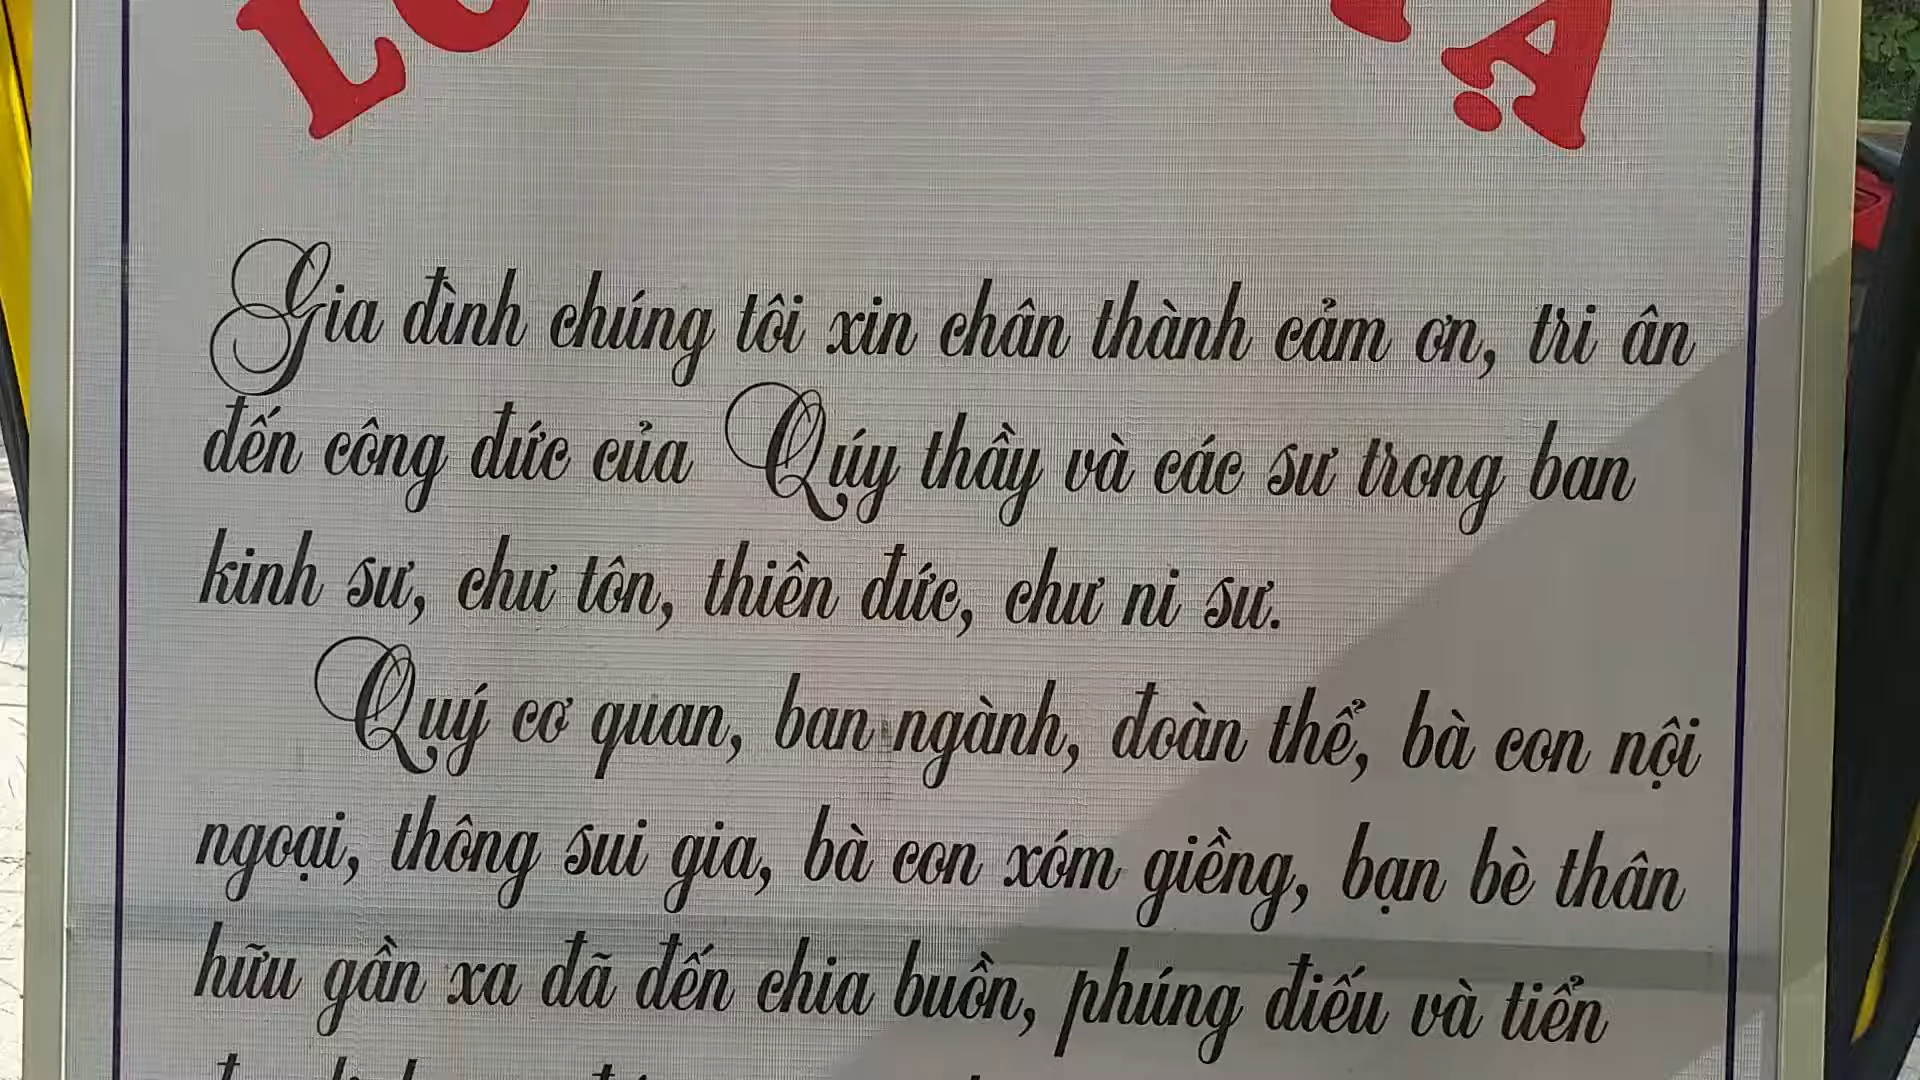 Gia đình chúng tôi xin chân thành cảm ơn, tri ân
đến công đức của Qúy thầy và các sư trong ban
kinh sư, chư tôn, thiền đức, chư ni sư.
Quý cơ quan, ban ngành, đoàn thể, bà con nội
ngoại, thông sui gia, bà con xóm giềng, bạn bè thân
hữu gần xa đã đến chia buồn, phúng điếu và tiển